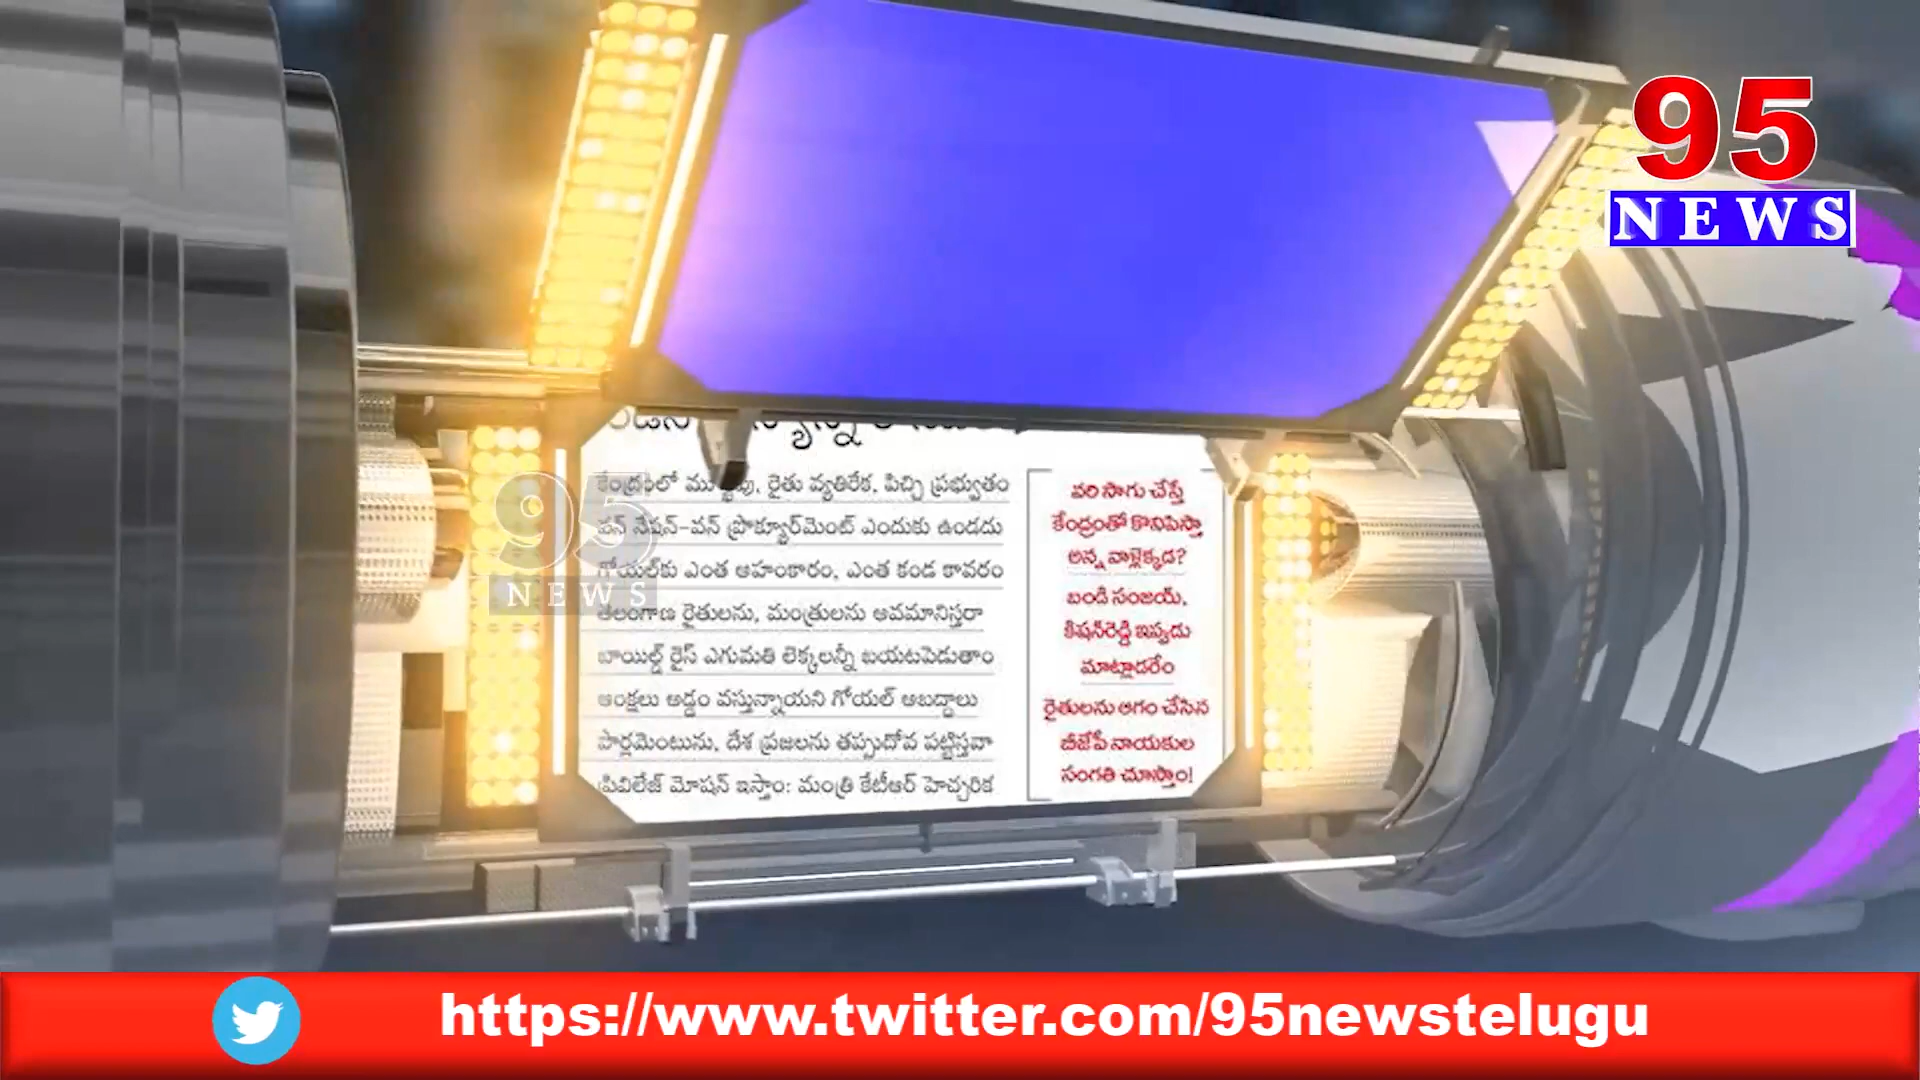 95
NEWS
కేంద్రంలో రైతు వ్యతిరేక, పిచ్చి ప్రభుత్వం
వన్ నేషన్-వన్ ప్రొక్యూర్‌మెంట్ ఎందుకు ఉండదు
గోయల్‌కు ఎంత అహంకారం, ఎంత కండ కావరం
తెలంగాణ రైతులను, మంత్రులను అవమానిస్తరా
బాయిల్డ్ రైస్ ఎగుమతి లెక్కలన్నీ బయటపెడుతాం
ఆంక్షలు అడ్డం వస్తున్నాయని గోయల్ అబద్దాలు
పార్లమెంటును, దేశ ప్రజలను తప్పుదోవ పట్టిస్తవా
ప్రివిలేజ్ మోషన్ ఇస్తాం: మంత్రి కేటీఆర్ హెచ్చరిక
వరి సాగు చేస్తే
కేంద్రంతో కొనిపిస్తా
అన్న వాళ్లెక్కడ?
బండి సంజయ్,
కిషన్‌రెడ్డి ఇప్పుడు
మాట్లాడరేం
రైతులను ఆగం చేసిన
బీజేపీ నాయకుల
సంగతి చూస్తాం!
95
NEWS
https://www.twitter.com/95newstelugu